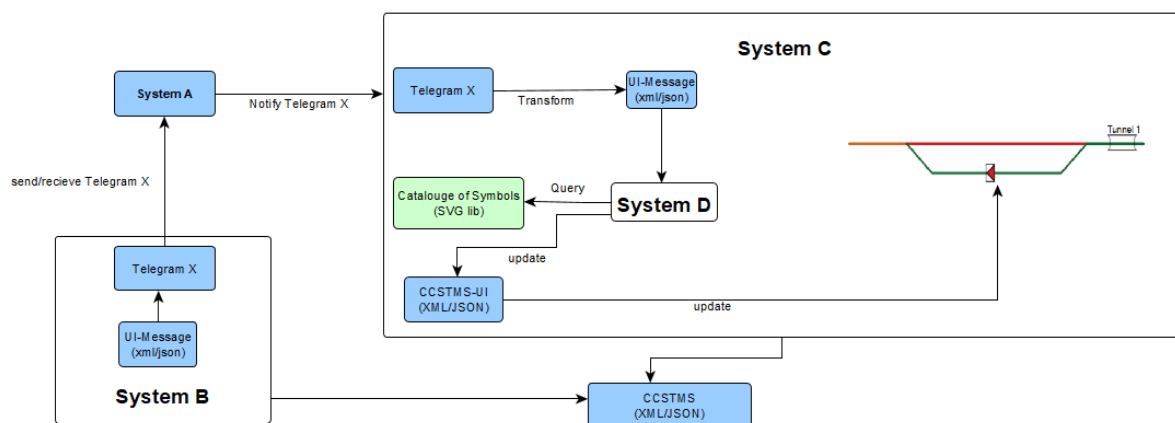 System C
System A
Notify Telegram X
Telegram X
Transform
UI-Message
(xml/json)
Tunnel 1
send/recieve Telegram X
Catalouge of Symbols
(SVG lib)
Query
System D
update
Telegram X
CCSTMS-UI
(XML/JSON)
update
UI-Message
(xml/json)
System B
CCSTMS
(XML/JSON)